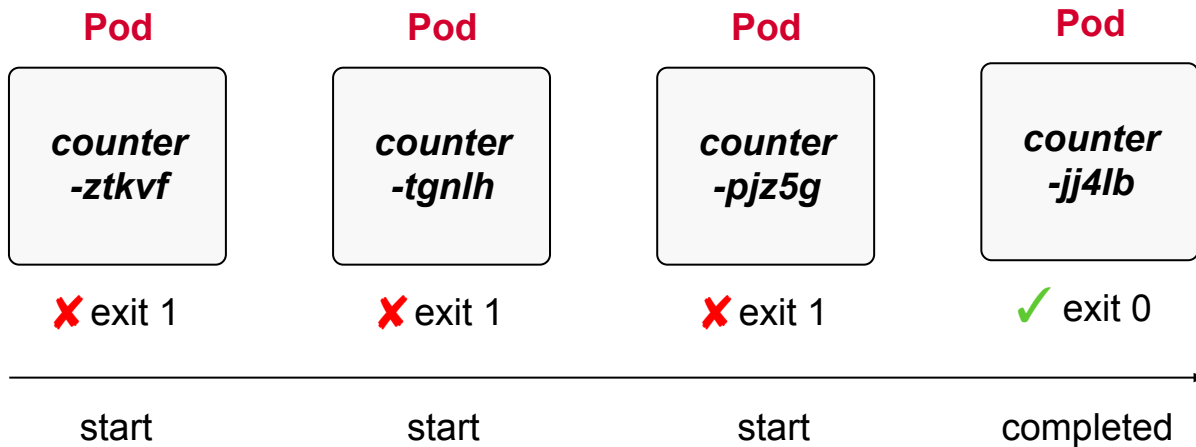 Pod Pod Pod Pod
counter
-ztkvf
counter
-tgnlh
counter
-pjz5g
counter
-jj4lb
✘ exit 1 ✘ exit 1 ✘ exit 1 ✓ exit 0
start start start completed